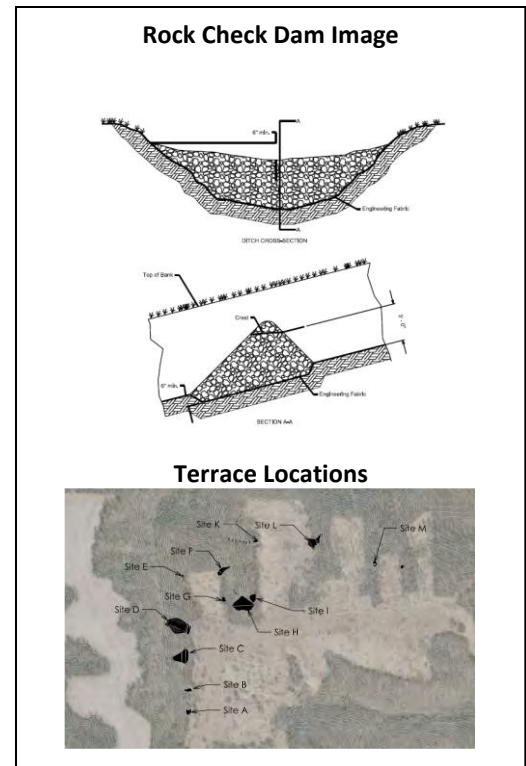 Rock Check Dam Image
A
6" min.
Engineering Fabric
A
DITCH CROSS-SECTION
Top of Bank
Crest
6" min.
Engineering Fabric
SECTION A-A
Terrace Locations
Site K
Site L
Site M
Site F
Site E
Site G
Site I
Site D
Site H
Site C
Site B
Site A